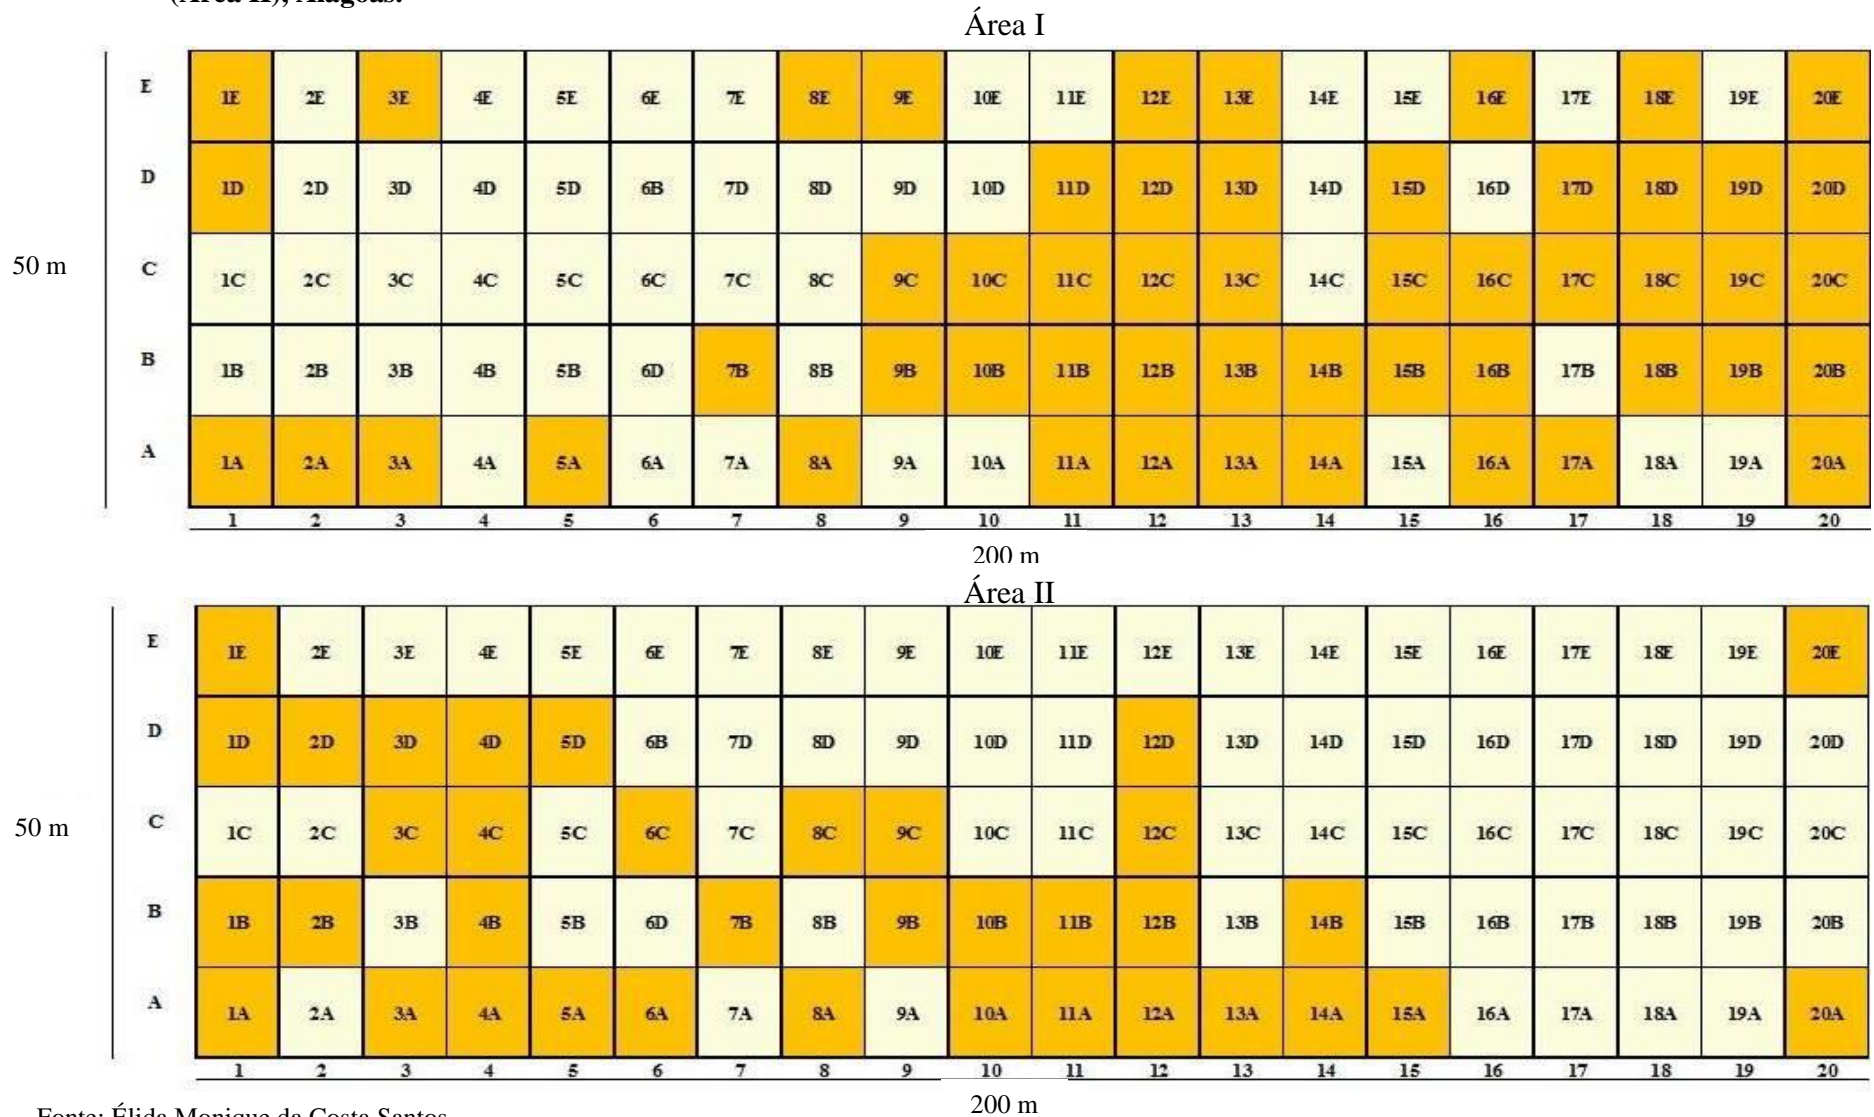 (Área II), Alagoas.
Área I
E 1E 2E 3E 4E 5E 6E 7E 8E 9E 10E 11E 12E 13E 14E 15E 16E 17E 18E 19E 20E
D 1D 2D 3D 4D 5D 6B 7D 8D 9D 10D 11D 12D 13D 14D 15D 16D 17D 18D 19D 20D
50 m C 1C 2C 3C 4C 5C 6C 7C 8C 9C 10C 11C 12C 13C 14C 15C 16C 17C 18C 19C 20C
B 1B 2B 3B 4B 5B 6D 7B 8B 9B 10B 11B 12B 13B 14B 15B 16B 17B 18B 19B 20B
A 1A 2A 3A 4A 5A 6A 7A 8A 9A 10A 11A 12A 13A 14A 15A 16A 17A 18A 19A 20A
1 2 3 4 5 6 7 8 9 10 11 12 13 14 15 16 17 18 19 20
200 m
Área II
E 1E 2E 3E 4E 5E 6E 7E 8E 9E 10E 11E 12E 13E 14E 15E 16E 17E 18E 19E 20E
D 1D 2D 3D 4D 5D 6B 7D 8D 9D 10D 11D 12D 13D 14D 15D 16D 17D 18D 19D 20D
50 m C 1C 2C 3C 4C 5C 6C 7C 8C 9C 10C 11C 12C 13C 14C 15C 16C 17C 18C 19C 20C
B 1B 2B 3B 4B 5B 6D 7B 8B 9B 10B 11B 12B 13B 14B 15B 16B 17B 18B 19B 20B
A 1A 2A 3A 4A 5A 6A 7A 8A 9A 10A 11A 12A 13A 14A 15A 16A 17A 18A 19A 20A
1 2 3 4 5 6 7 8 9 10 11 12 13 14 15 16 17 18 19 20
200 m
Fonte: Élida Monique da Costa Santos